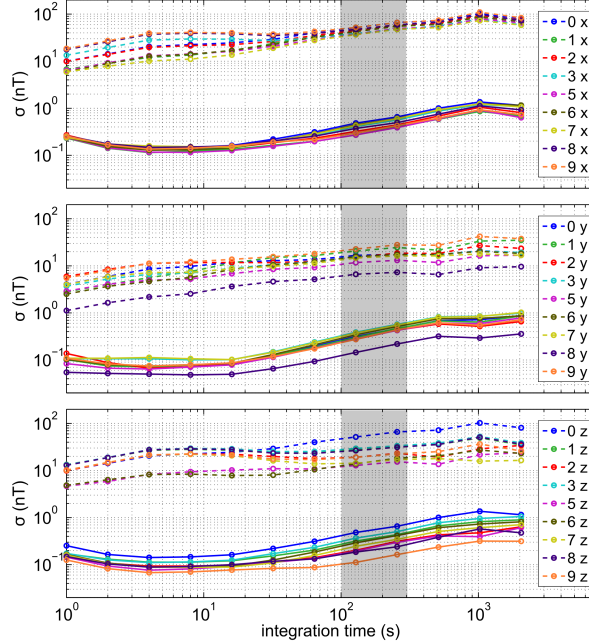 10²
10¹
10⁰
10⁻¹
σ (nT)
0 x
1 x
2 x
3 x
5 x
6 x
7 x
8 x
9 x
10²
10¹
10⁰
10⁻¹
σ (nT)
0 y
1 y
2 y
3 y
5 y
6 y
7 y
8 y
9 y
10²
10¹
10⁰
10⁻¹
σ (nT)
0 z
1 z
2 z
3 z
5 z
6 z
7 z
8 z
9 z
10⁰ 10¹ 10² 10³
integration time (s)